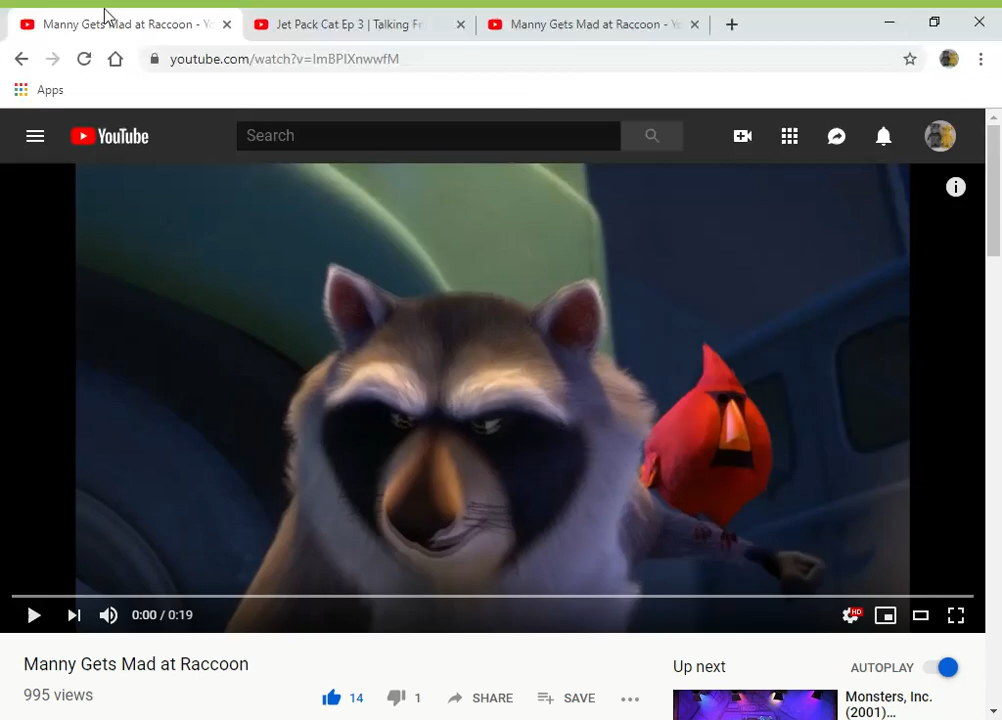 Manny Gets Mad at Raccoon - Yo
Jet Pack Cat Ep 3 | Talking Fr
Manny Gets Mad at Raccoon - Yo
youtube.com/watch?v=lmBPIXnwwfM
Apps
YouTube
Search
0:00 / 0:19
HD
Manny Gets Mad at Raccoon
995 views
14
1
SHARE
SAVE
Up next
AUTOPLAY
Monsters, Inc.
(2001)...